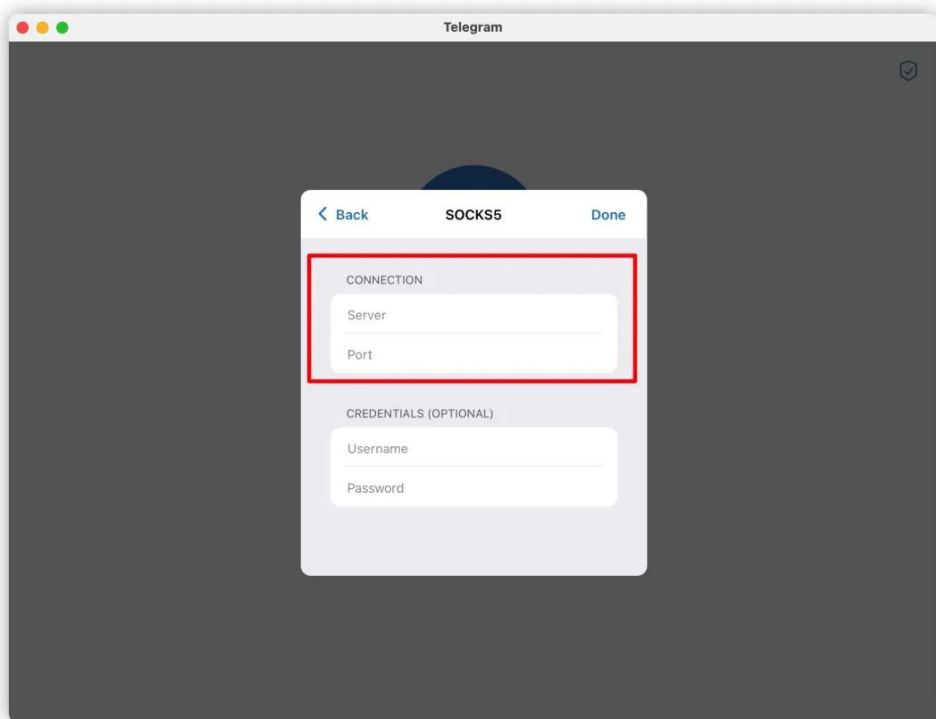 Telegram
Back SOCKS5 Done
CONNECTION
Server
Port
CREDENTIALS (OPTIONAL)
Username
Password